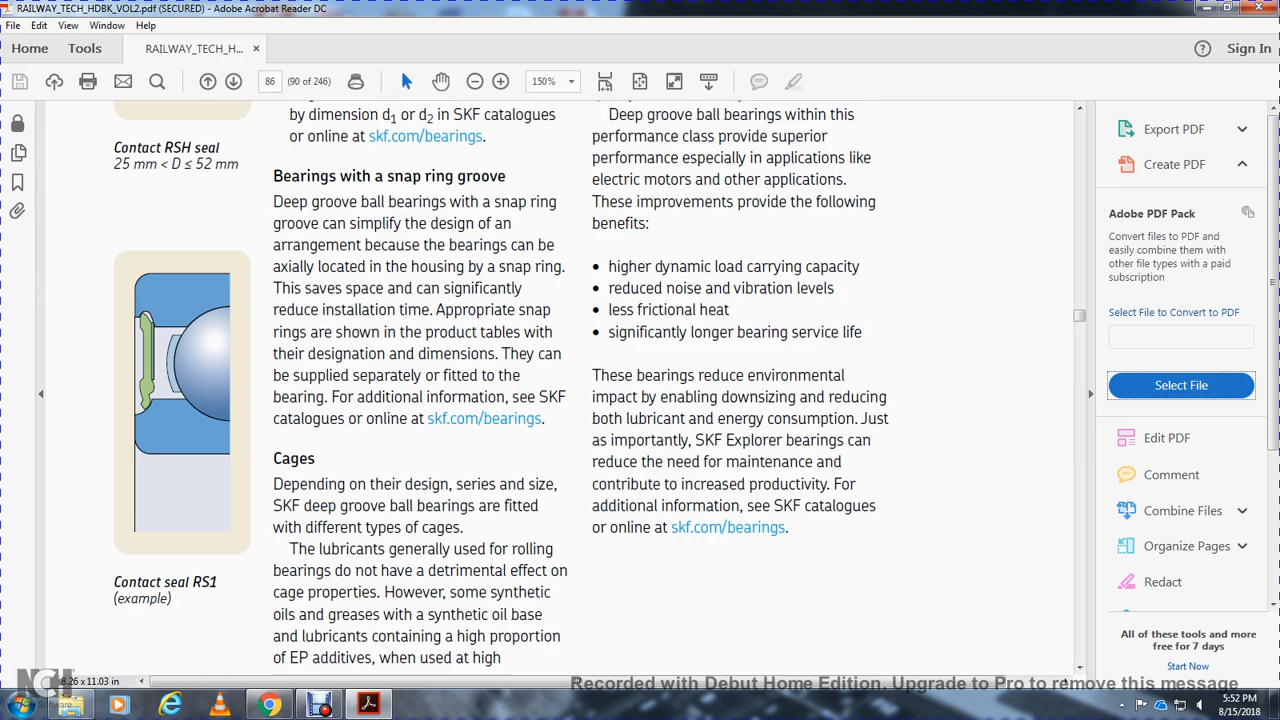 RAILWAY_TECH_HDBK_VOL2.pdf (SECURED) - Adobe Acrobat Reader DC
File Edit View Window Help
Home Tools RAILWAY_TECH_H... × Sign In
86 (90 of 246) 150%
Contact RSH seal
25 mm < D ≤ 52 mm
Contact seal RS1
(example)
by dimension d1 or d2 in SKF catalogues
or online at skf.com/bearings.
Bearings with a snap ring groove
Deep groove ball bearings with a snap ring
groove can simplify the design of an
arrangement because the bearings can be
axially located in the housing by a snap ring.
This saves space and can significantly
reduce installation time. Appropriate snap
rings are shown in the product tables with
their designation and dimensions. They can
be supplied separately or fitted to the
bearing. For additional information, see SKF
catalogues or online at skf.com/bearings.
Cages
Depending on their design, series and size,
SKF deep groove ball bearings are fitted
with different types of cages.
The lubricants generally used for rolling
bearings do not have a detrimental effect on
cage properties. However, some synthetic
oils and greases with a synthetic oil base
and lubricants containing a high proportion
of EP additives, when used at high
Deep groove ball bearings within this
performance class provide superior
performance especially in applications like
electric motors and other applications.
These improvements provide the following
benefits:
• higher dynamic load carrying capacity
• reduced noise and vibration levels
• less frictional heat
• significantly longer bearing service life
These bearings reduce environmental
impact by enabling downsizing and reducing
both lubricant and energy consumption. Just
as importantly, SKF Explorer bearings can
reduce the need for maintenance and
contribute to increased productivity. For
additional information, see SKF catalogues
or online at skf.com/bearings.
Export PDF
Create PDF
Adobe PDF Pack
Convert files to PDF and
easily combine them with
other file types with a paid
subscription
Select File to Convert to PDF
Select File
Edit PDF
Comment
Combine Files
Organize Pages
Redact
All of these tools and more
free for 7 days
Start Now
8.26 x 11.03 in
NCH
Software
Recorded with Debut Home Edition. Upgrade to Pro to remove this message
5:52 PM
8/15/2018